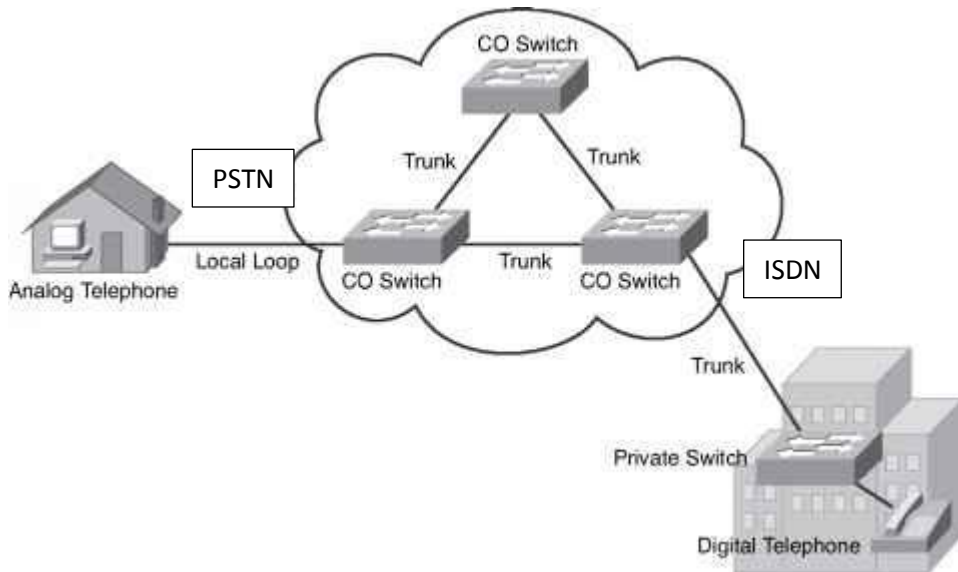 CO Switch
Trunk
Trunk
PSTN
Local Loop
CO Switch
Trunk
CO Switch
ISDN
Analog Telephone
Trunk
Private Switch
Digital Telephone